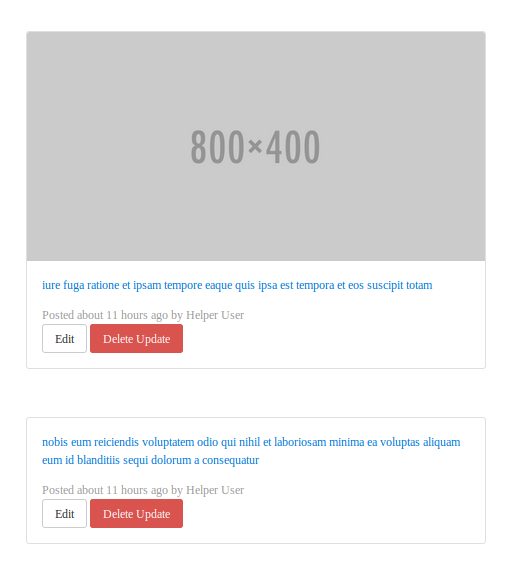 800×400
iure fuga ratione et ipsam tempore eaque quis ipsa est tempora et eos suscipit totam
Posted about 11 hours ago by Helper User
Edit Delete Update
nobis eum reiciendis voluptatem odio qui nihil et laboriosam minima ea voluptas aliquam
eum id blanditiis sequi dolorum a consequatur
Posted about 11 hours ago by Helper User
Edit Delete Update